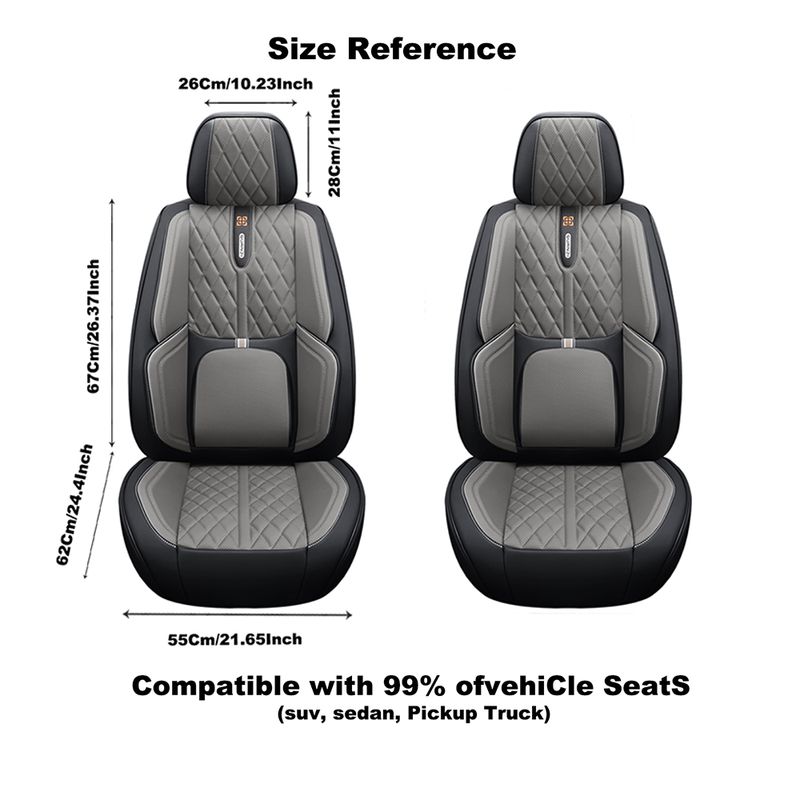 Size Reference
26Cm/10.23Inch
28Cm/11Inch
67Cm/26.37Inch
62Cm/24.4Inch
55Cm/21.65Inch
Compatible with 99% ofvehiCle SeatS
(suv, sedan, Pickup Truck)